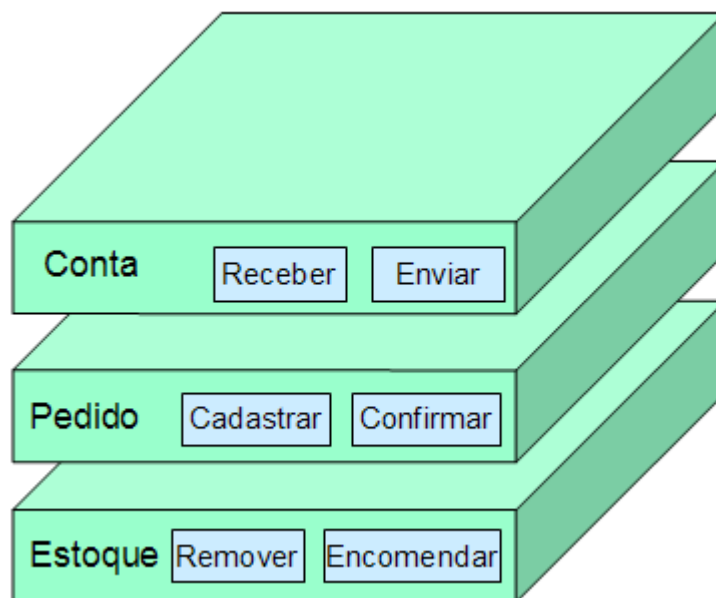 Conta Receber Enviar
Pedido Cadastrar Confirmar
Estoque Remover Encomendar